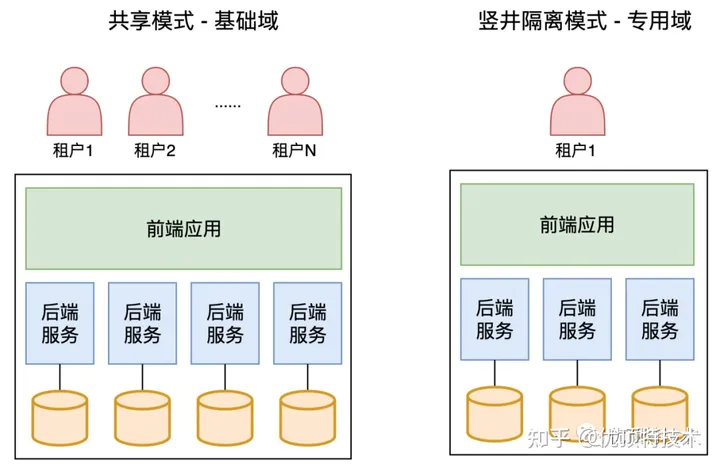 共享模式 - 基础域
竖井隔离模式 - 专用域
租户1
租户2
......
租户N
租户1
前端应用
前端应用
后端
服务
后端
服务
后端
服务
后端
服务
后端
服务
后端
服务
后端
服务
知乎 @优顶特技术